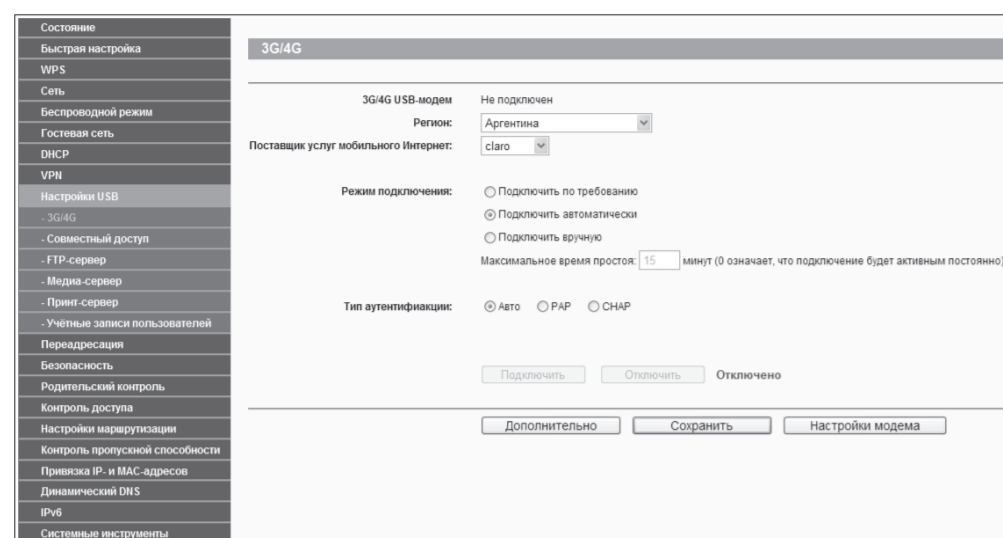 Состояние
Быстрая настройка
WPS
Сеть
Беспроводной режим
Гостевая сеть
DHCP
VPN
Настройки USB
- 3G/4G
- Совместный доступ
- FTP-сервер
- Медиа-сервер
- Принт-сервер
- Учётные записи пользователей
Переадресация
Безопасность
Родительский контроль
Контроль доступа
Настройки маршрутизации
Контроль пропускной способности
Привязка IP- и MAC-адресов
Динамический DNS
IPv6
Системные инструменты
3G/4G
3G/4G USB-модем Не подключен
Регион: Аргентина
Поставщик услуг мобильного Интернет: claro
Режим подключения: Подключить по требованию
Подключить автоматически
Подключить вручную
Максимальное время простоя: 15 минут (0 означает, что подключение будет активным постоянно)
Тип аутентифиакции: Авто PAP CHAP
Подключить Отключить Отключено
Дополнительно Сохранить Настройки модема